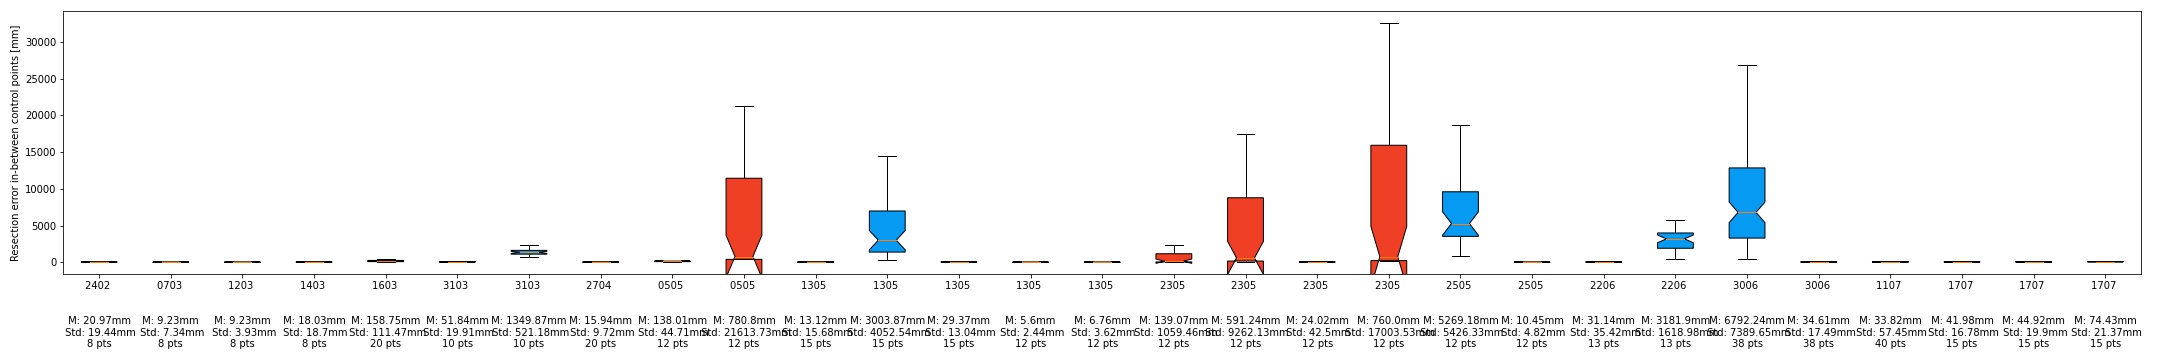 Resection error in-between control points [mm]
30000
25000
20000
15000
10000
5000
0
2402 0703 1203 1403 1603 3103 3103 2704 0505 0505 1305 1305 1305 1305 1305 2305 2305 2305 2305 2505 2505 2206 2206 3006 3006 1107 1707 1707 1707
M: 20.97mm M: 9.23mm M: 9.23mm M: 18.03mm M: 158.75mm M: 51.84mm M: 1349.87mm M: 15.94mm M: 138.01mm M: 780.8mm M: 13.12mm M: 3003.87mm M: 29.37mm M: 5.6mm M: 6.76mm M: 139.07mm M: 591.24mm M: 24.02mm M: 760.0mm M: 5269.18mm M: 10.45mm M: 31.14mm M: 3181.9mm M: 6792.24mm M: 34.61mm M: 33.82mm M: 41.98mm M: 44.92mm M: 74.43mm
Std: 19.44mm Std: 7.34mm Std: 3.93mm Std: 18.7mm Std: 111.47mm Std: 19.91mm Std: 521.18mm Std: 9.72mm Std: 44.71mm Std: 21613.73mm Std: 15.68mm Std: 4052.54mm Std: 13.04mm Std: 2.44mm Std: 3.62mm Std: 1059.46mm Std: 9262.13mm Std: 42.5mm Std: 17003.53mm Std: 5426.33mm Std: 4.82mm Std: 35.42mm Std: 1618.98mm Std: 7389.65mm Std: 17.49mm Std: 57.45mm Std: 16.78mm Std: 19.9mm Std: 21.37mm
8 pts 8 pts 8 pts 8 pts 20 pts 10 pts 10 pts 20 pts 12 pts 12 pts 15 pts 15 pts 15 pts 12 pts 12 pts 12 pts 12 pts 12 pts 12 pts 12 pts 12 pts 13 pts 13 pts 38 pts 38 pts 40 pts 15 pts 15 pts 15 pts